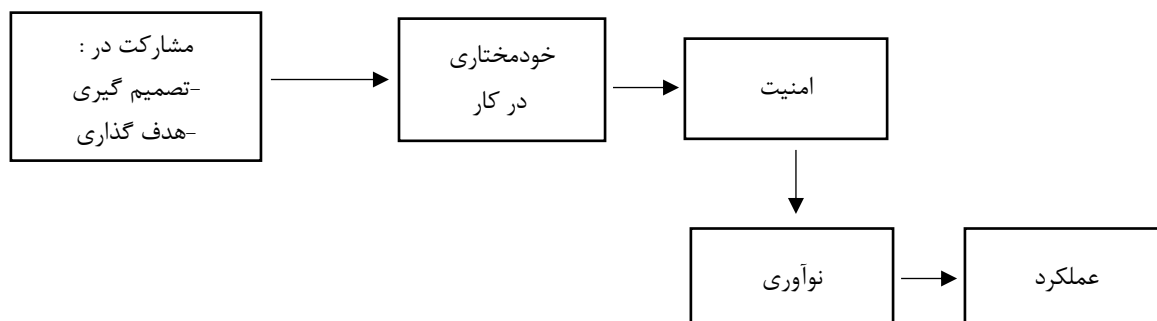 مشارکت در :
-تصمیم گیری
-هدف گذاری
خودمختاری
در کار
امنیت
نوآوری
عملکرد